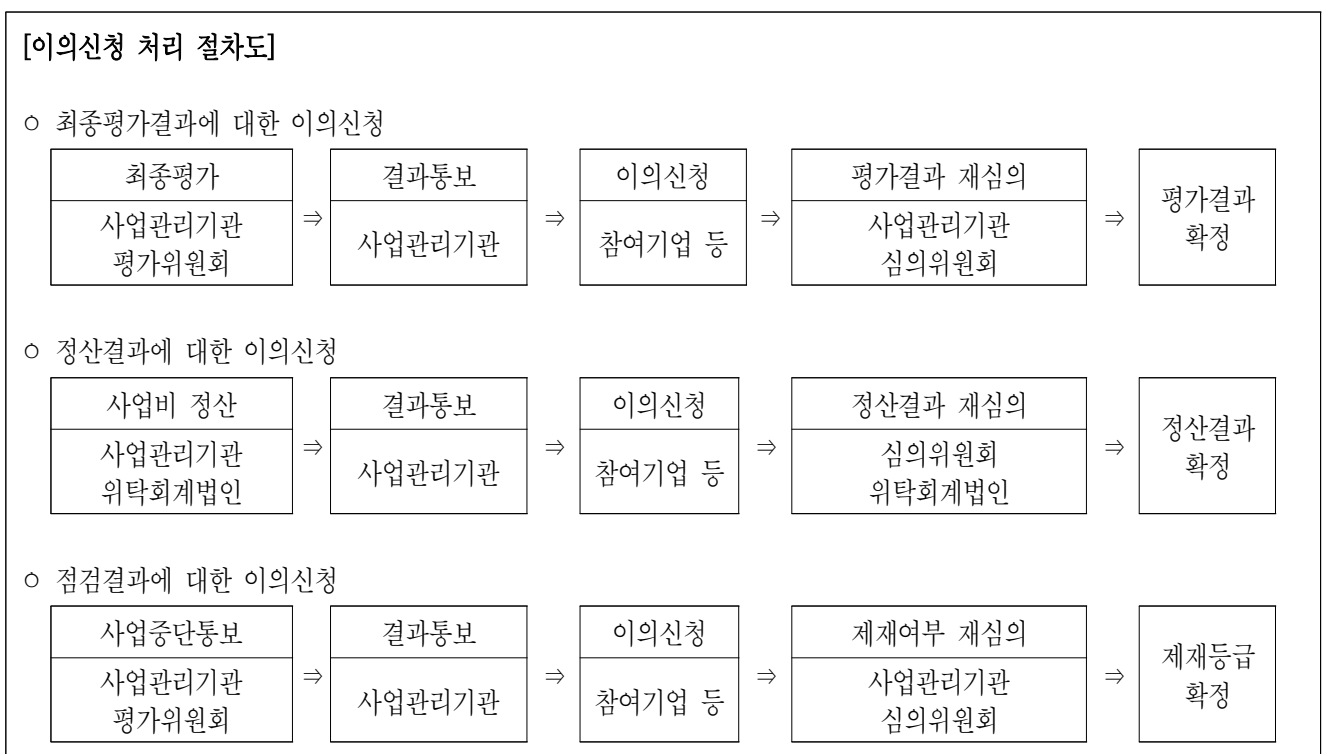 [이의신청 처리 절차도]
○ 최종평가결과에 대한 이의신청
최종평가 결과통보 이의신청 평가결과 재심의
사업관리기관 평가위원회 ⇒ 사업관리기관 ⇒ 참여기업 등 ⇒ 사업관리기관 심의위원회 ⇒ 평가결과 확정
○ 정산결과에 대한 이의신청
사업비 정산 결과통보 이의신청 정산결과 재심의
사업관리기관 위탁회계법인 ⇒ 사업관리기관 ⇒ 참여기업 등 ⇒ 심의위원회 위탁회계법인 ⇒ 정산결과 확정
○ 점검결과에 대한 이의신청
사업중단통보 결과통보 이의신청 제재여부 재심의
사업관리기관 평가위원회 ⇒ 사업관리기관 ⇒ 참여기업 등 ⇒ 사업관리기관 심의위원회 ⇒ 제재등급 확정